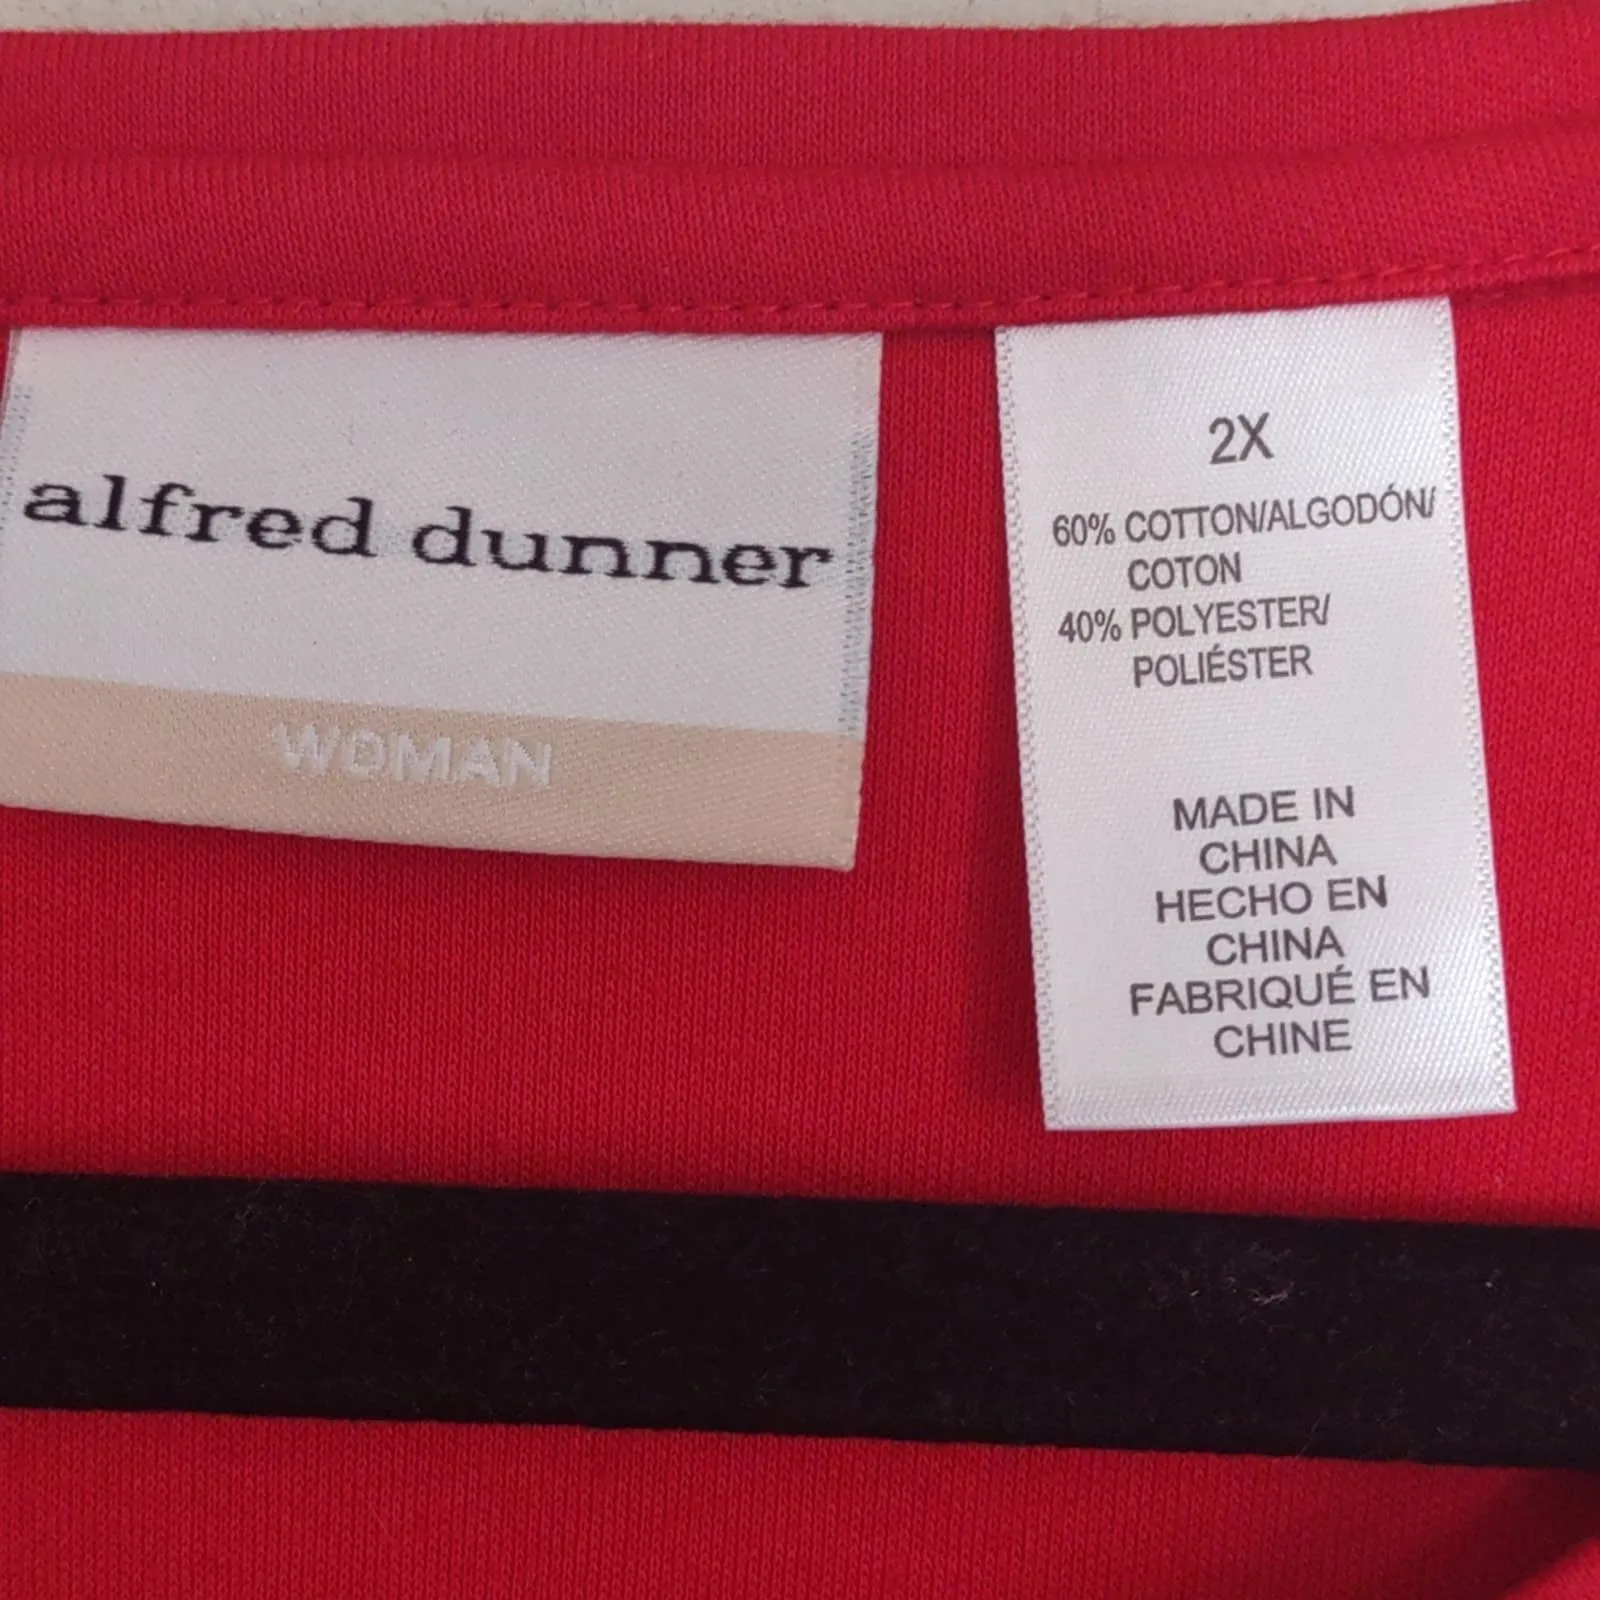 alfred dunner
WOMAN
2X
60% COTTON/ALGODÓN/
COTON
40% POLYESTER/
POLIÉSTER
MADE IN
CHINA
HECHO EN
CHINA
FABRIQUÉ EN
CHINE